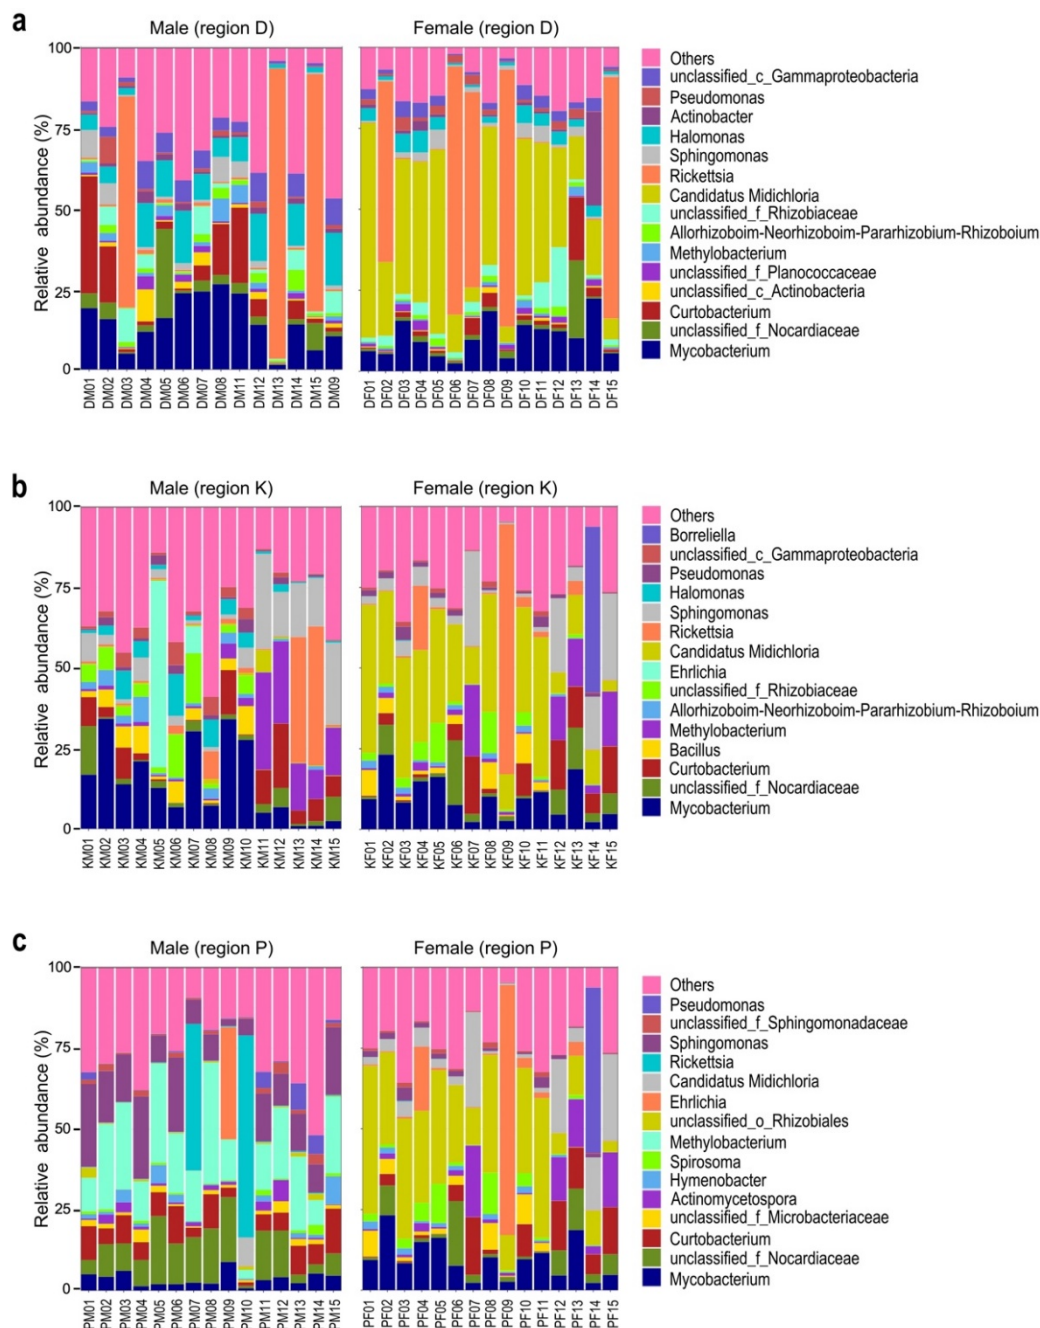 a
Male (region D)
Female (region D)
Relative abundance (%)
100
75
50
25
0
DM01 DM02 DM03 DM04 DM05 DM06 DM07 DM08 DM11 DM12 DM13 DM14 DM15 DM09
DF01 DF02 DF03 DF04 DF05 DF06 DF07 DF08 DF09 DF10 DF11 DF12 DF13 DF14 DF15
Others
unclassified_c_Gammaproteobacteria
Pseudomonas
Actinobacter
Halomonas
Sphingomonas
Rickettsia
Candidatus Midichloria
unclassified_f_Rhizobiaceae
Allorhizoboim-Neorhizoboim-Pararhizobium-Rhizoboium
Methylobacterium
unclassified_f_Planococcaceae
unclassified_c_Actinobacteria
Curtobacterium
unclassified_f_Nocardiaceae
Mycobacterium
b
Male (region K)
Female (region K)
Relative abundance (%)
100
75
50
25
0
KM01 KM02 KM03 KM04 KM05 KM06 KM07 KM08 KM09 KM10 KM11 KM12 KM13 KM14 KM15
KF01 KF02 KF03 KF04 KF05 KF06 KF07 KF08 KF09 KF10 KF11 KF12 KF13 KF14 KF15
Others
Borreliella
unclassified_c_Gammaproteobacteria
Pseudomonas
Halomonas
Sphingomonas
Rickettsia
Candidatus Midichloria
Ehrlichia
unclassified_f_Rhizobiaceae
Allorhizoboim-Neorhizoboim-Pararhizobium-Rhizoboium
Methylobacterium
Bacillus
Curtobacterium
unclassified_f_Nocardiaceae
Mycobacterium
c
Male (region P)
Female (region P)
Relative abundance (%)
100
75
50
25
0
PM01 PM02 PM03 PM04 PM05 PM06 PM07 PM08 PM09 PM10 PM11 PM12 PM13 PM14 PM15
PF01 PF02 PF03 PF04 PF05 PF06 PF07 PF08 PF09 PF10 PF11 PF12 PF13 PF14 PF15
Others
Pseudomonas
unclassified_f_Sphingomonadaceae
Sphingomonas
Rickettsia
Candidatus Midichloria
Ehrlichia
unclassified_o_Rhizobiales
Methylobacterium
Spirosoma
Hymenobacter
Actinomycetospora
unclassified_f_Microbacteriaceae
Curtobacterium
unclassified_f_Nocardiaceae
Mycobacterium